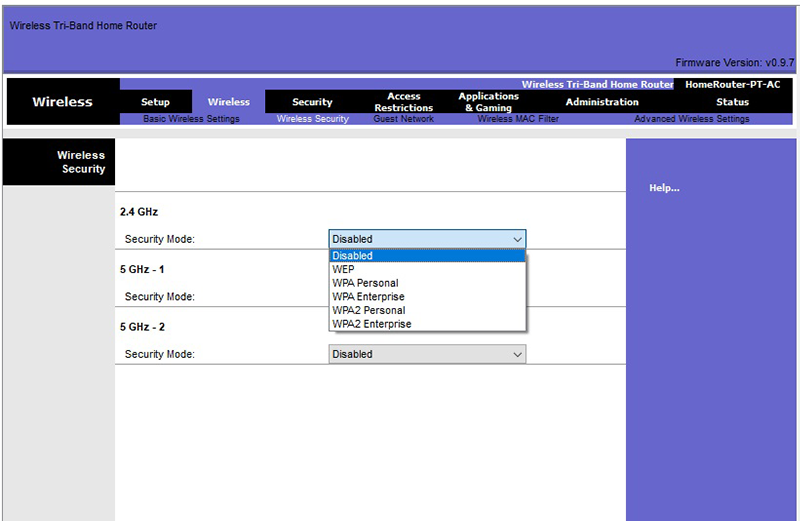 Wireless Tri-Band Home Router
Firmware Version: v0.9.7
Wireless Tri-Band Home Router HomeRouter-PT-AC
Wireless
Setup Wireless Security Access Restrictions Applications & Gaming Administration Status
Basic Wireless Settings Wireless Security Guest Network Wireless MAC Filter Advanced Wireless Settings
Wireless
Security
Help...
2.4 GHz
Security Mode: Disabled
Disabled
WEP
WPA Personal
WPA Enterprise
WPA2 Personal
WPA2 Enterprise
5 GHz - 1
Security Mode:
5 GHz - 2
Security Mode: Disabled